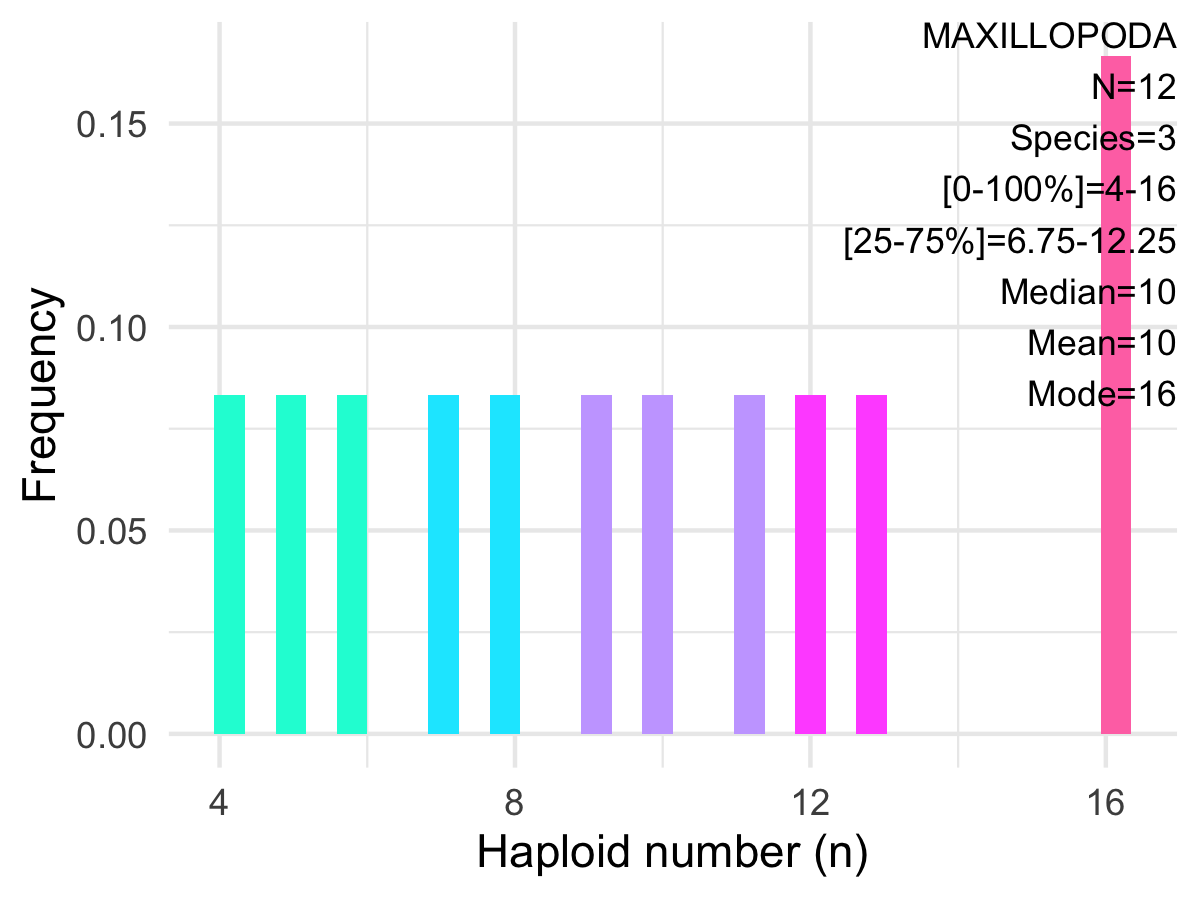 MAXILLOPODA
N=12
Species=3
[0-100%]=4-16
[25-75%]=6.75-12.25
Median=10
Mean=10
Mode=16
0.15
0.10
0.05
0.00
Frequency
4 8 12 16
Haploid number (n)